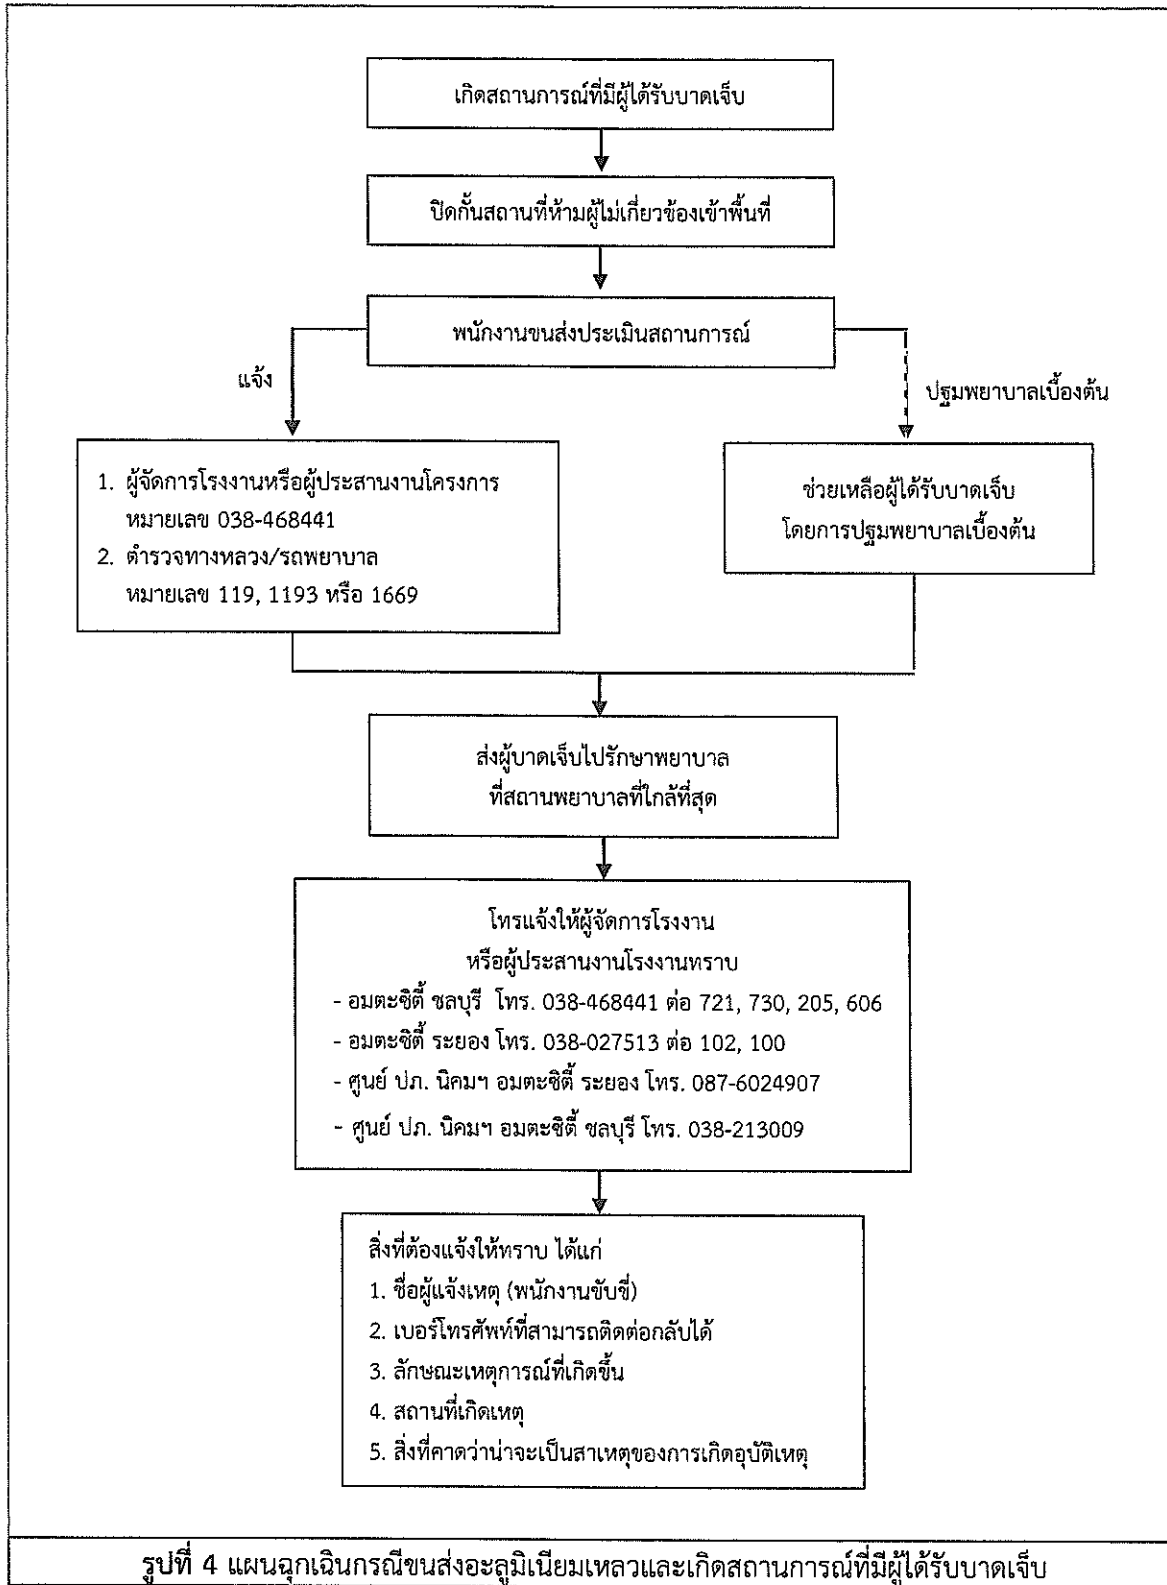 เกิดสถานการณ์ที่มีผู้ได้รับบาดเจ็บ
ปิดกั้นสถานที่ห้ามผู้ไม่เกี่ยวข้องเข้าพื้นที่
พนักงานขนส่งประเมินสถานการณ์
แจ้ง
ปฐมพยาบาลเบื้องต้น
1. ผู้จัดการโรงงานหรือผู้ประสานงานโครงการ
หมายเลข 038-468441
2. ตำรวจทางหลวง/รถพยาบาล
หมายเลข 119, 1193 หรือ 1669
ช่วยเหลือผู้ได้รับบาดเจ็บ
โดยการปฐมพยาบาลเบื้องต้น
ส่งผู้บาดเจ็บไปรักษาพยาบาล
ที่สถานพยาบาลที่ใกล้ที่สุด
โทรแจ้งให้ผู้จัดการโรงงาน
หรือผู้ประสานงานโรงงานทราบ
- อมตะซิตี้ ชลบุรี โทร. 038-468441 ต่อ 721, 730, 205, 606
- อมตะซิตี้ ระยอง โทร. 038-027513 ต่อ 102, 100
- ศูนย์ ปภ. นิคมฯ อมตะซิตี้ ระยอง โทร. 087-6024907
- ศูนย์ ปภ. นิคมฯ อมตะซิตี้ ชลบุรี โทร. 038-213009
สิ่งที่ต้องแจ้งให้ทราบ ได้แก่
1. ชื่อผู้แจ้งเหตุ (พนักงานขับขี่)
2. เบอร์โทรศัพท์ที่สามารถติดต่อกลับได้
3. ลักษณะเหตุการณ์ที่เกิดขึ้น
4. สถานที่เกิดเหตุ
5. สิ่งที่คาดว่าน่าจะเป็นสาเหตุของการเกิดอุบัติเหตุ
รูปที่ 4 แผนฉุกเฉินกรณีขนส่งอะลูมิเนียมเหลวและเกิดสถานการณ์ที่มีผู้ได้รับบาดเจ็บ